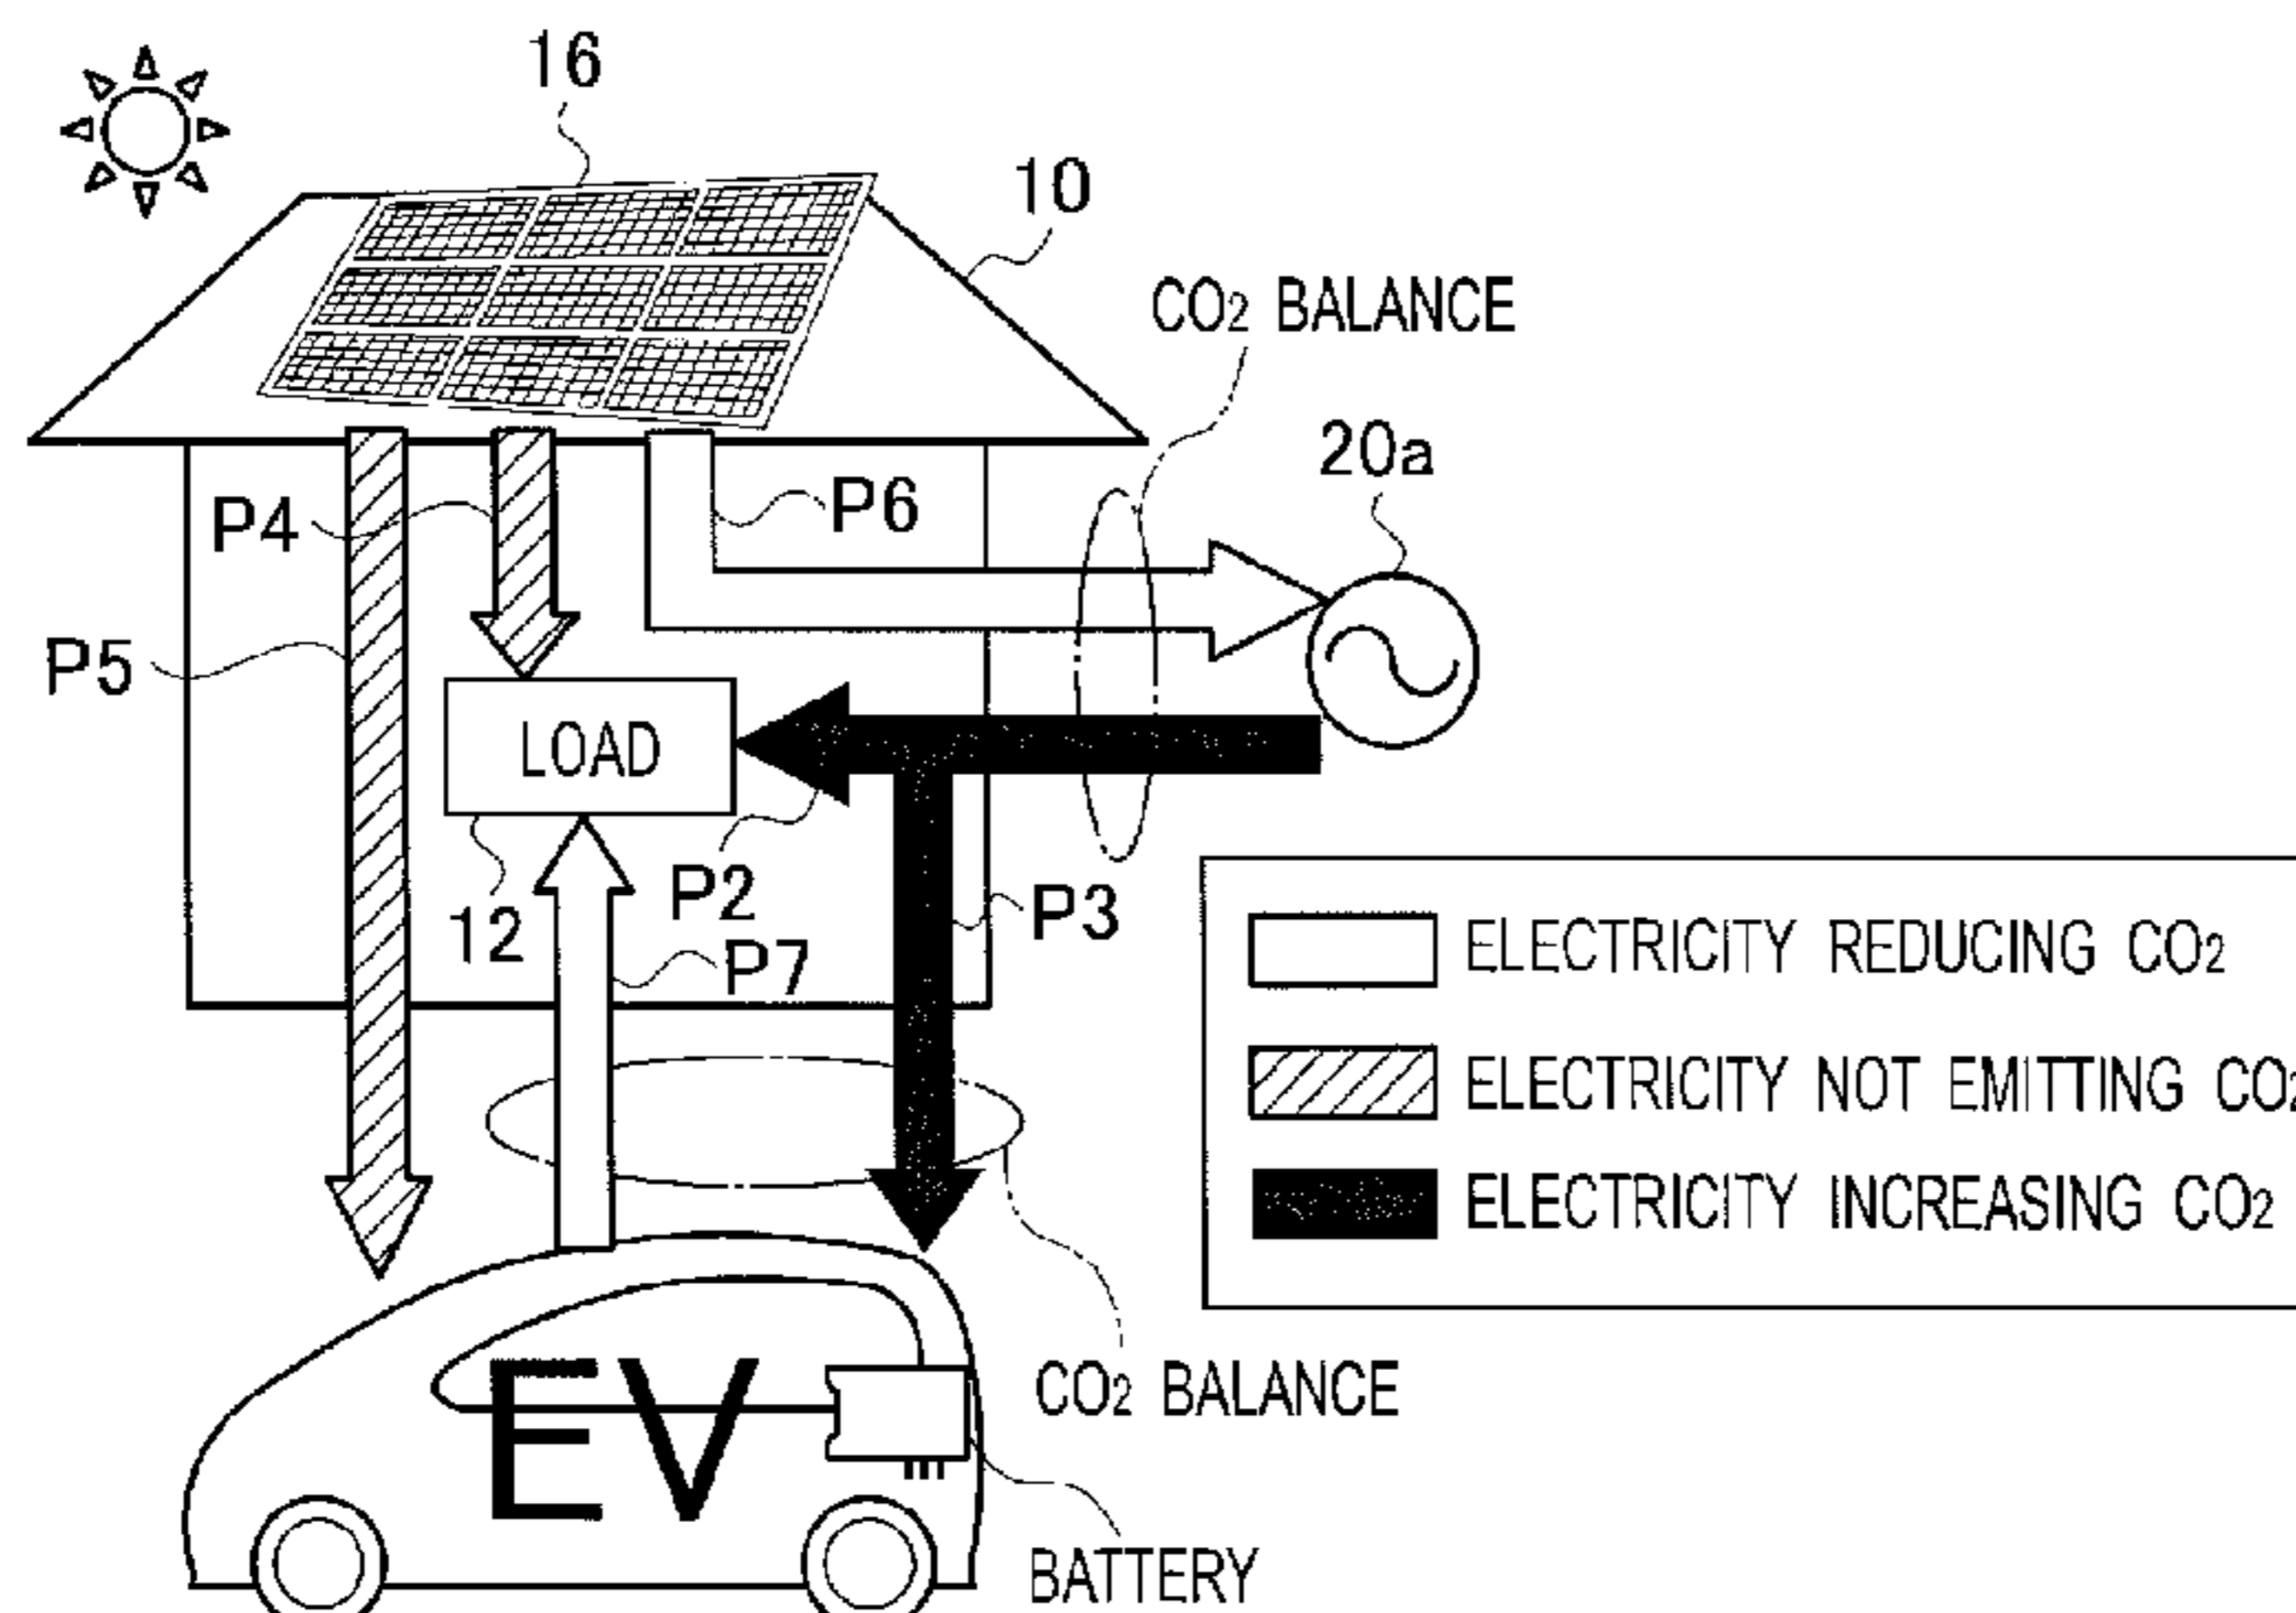 16
10
CO2 BALANCE
20a
P4
P6
P5
LOAD
P2
12
P3
P7
ELECTRICITY REDUCING CO2
ELECTRICITY NOT EMITTING CO2
ELECTRICITY INCREASING CO2
EV
CO2 BALANCE
BATTERY